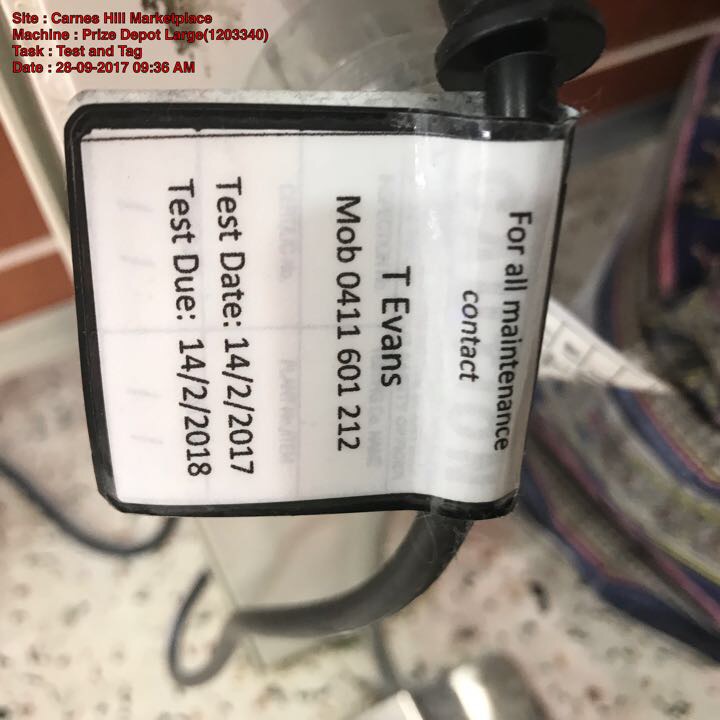 Site : Carnes Hill Marketplace
Machine : Prize Depot Large(1203340)
Task : Test and Tag
Date : 28-09-2017 09:36 AM
For all maintenance
contact
T Evans
Mob 0411 601 212
Test Date: 14/2/2017
Test Due: 14/2/2018